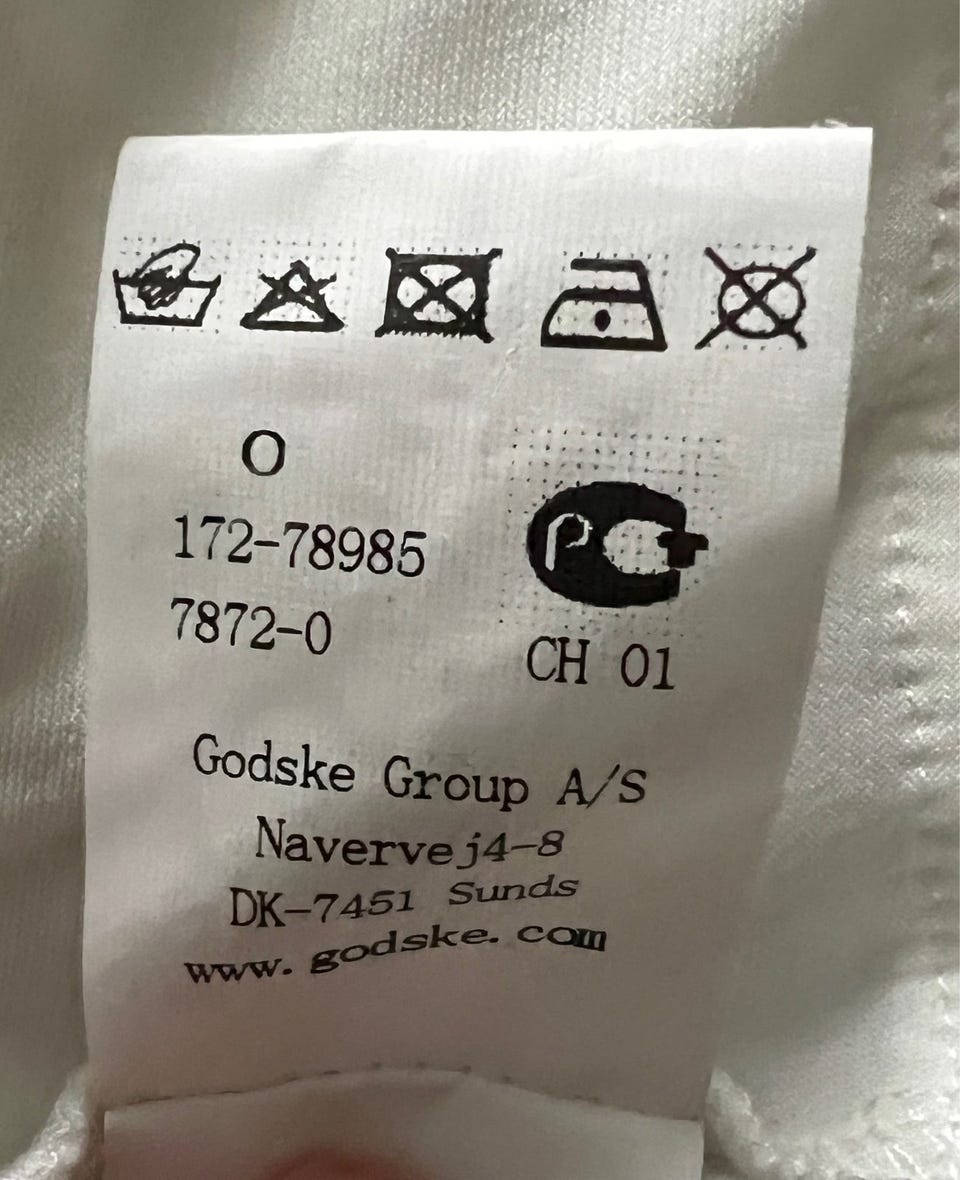 O
172-78985
7872-0
PC
CH 01
Godske Group A/S
Navervej4-8
DK-7451 Sunds
www.godske.com